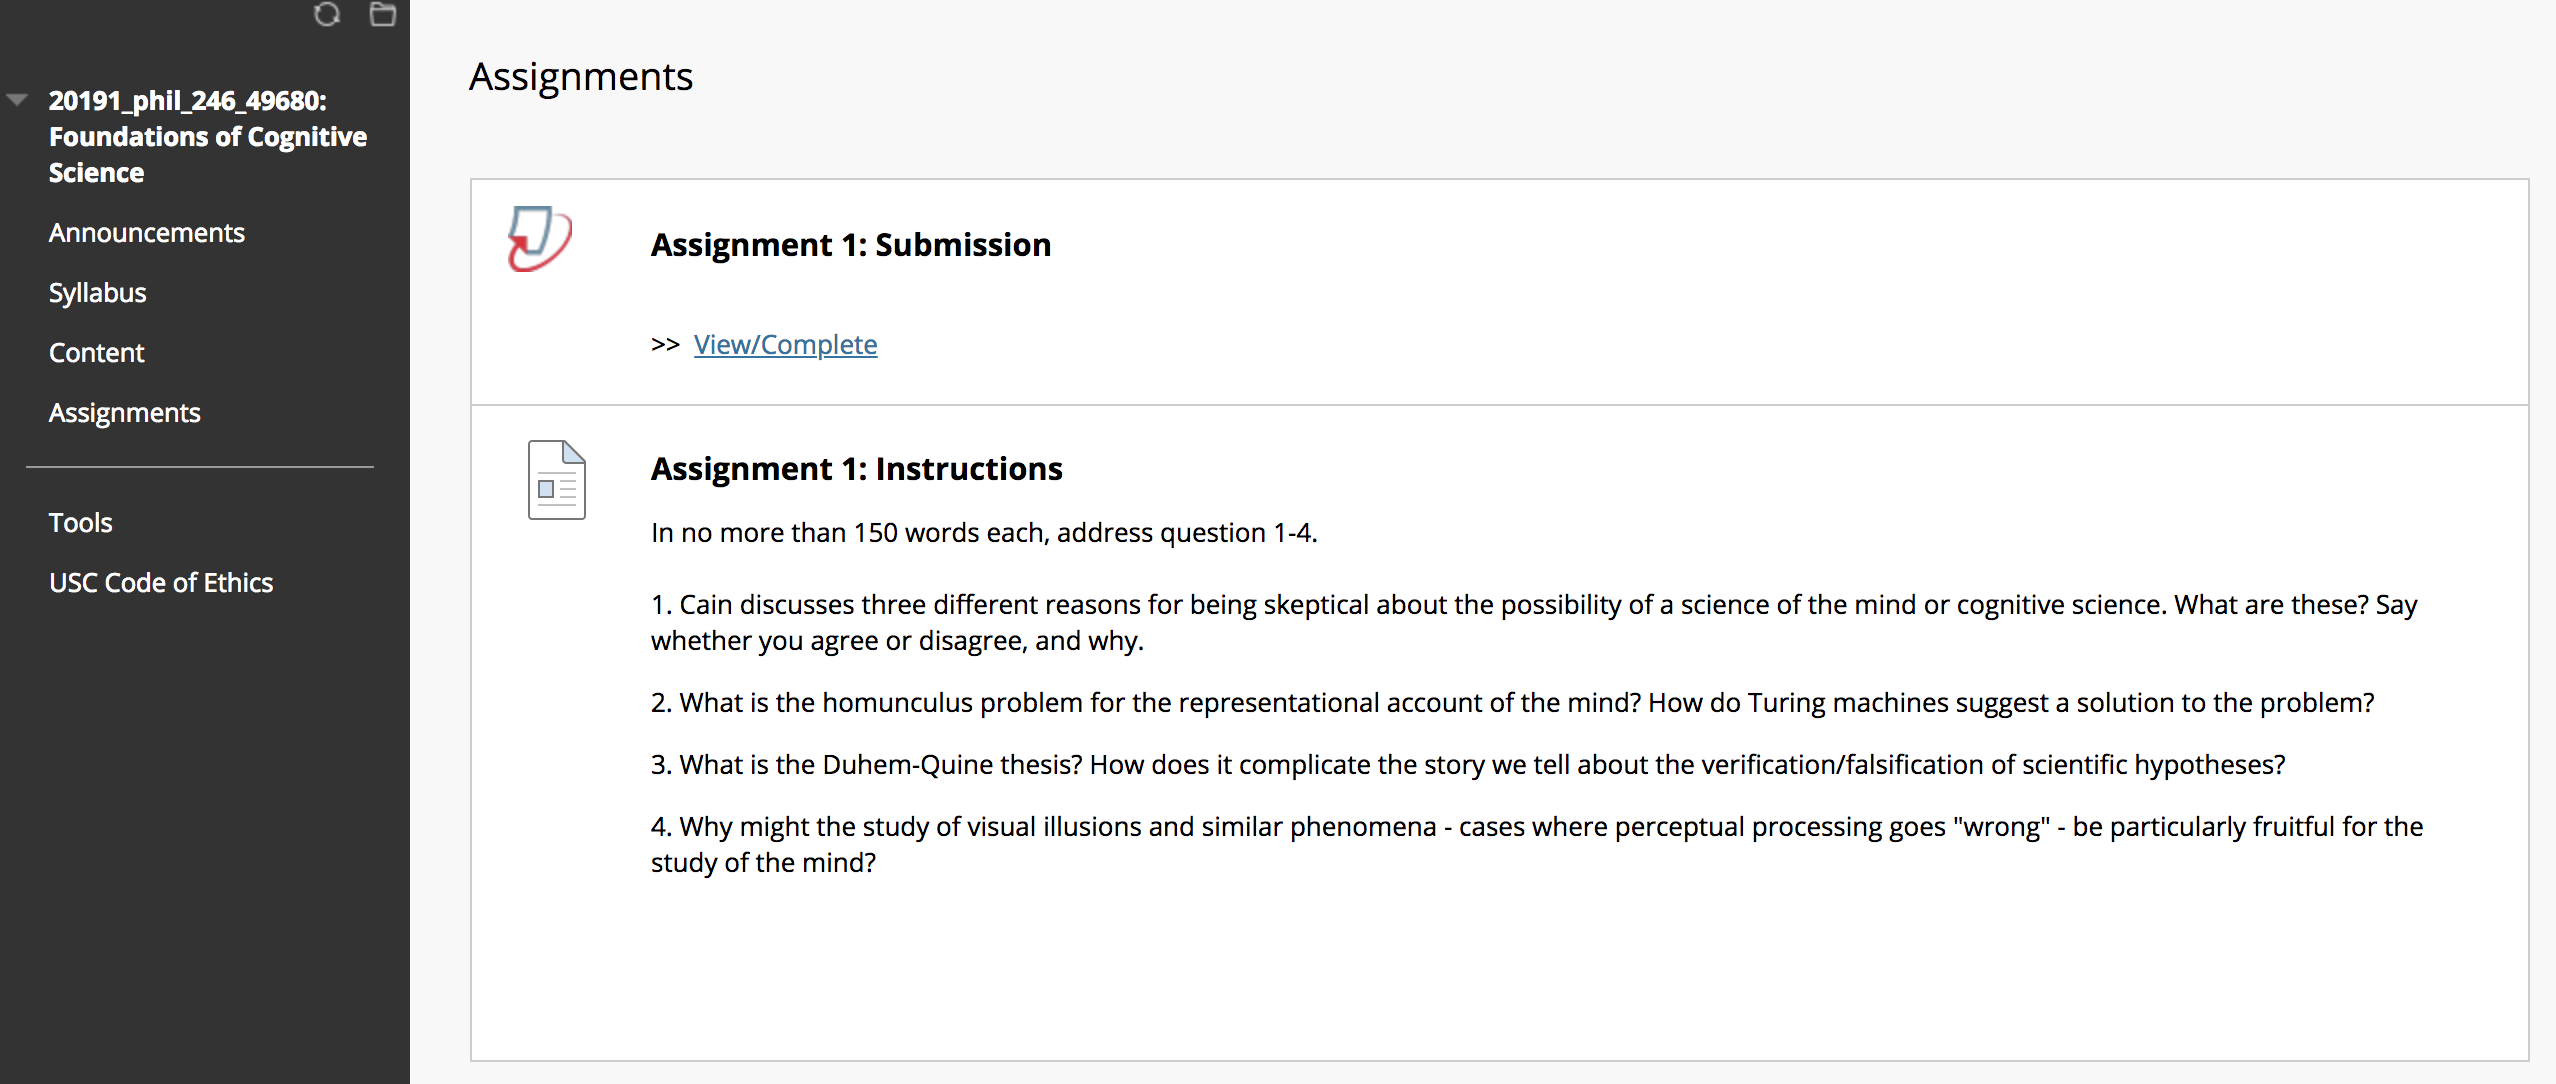 20191_phil_246_49680:
Foundations of Cognitive
Science
Announcements
Syllabus
Content
Assignments
Tools
USC Code of Ethics
Assignments
Assignment 1: Submission
>> View/Complete
Assignment 1: Instructions
In no more than 150 words each, address question 1-4.
1. Cain discusses three different reasons for being skeptical about the possibility of a science of the mind or cognitive science. What are these? Say
whether you agree or disagree, and why.
2. What is the homunculus problem for the representational account of the mind? How do Turing machines suggest a solution to the problem?
3. What is the Duhem-Quine thesis? How does it complicate the story we tell about the verification/falsification of scientific hypotheses?
4. Why might the study of visual illusions and similar phenomena - cases where perceptual processing goes "wrong" - be particularly fruitful for the
study of the mind?